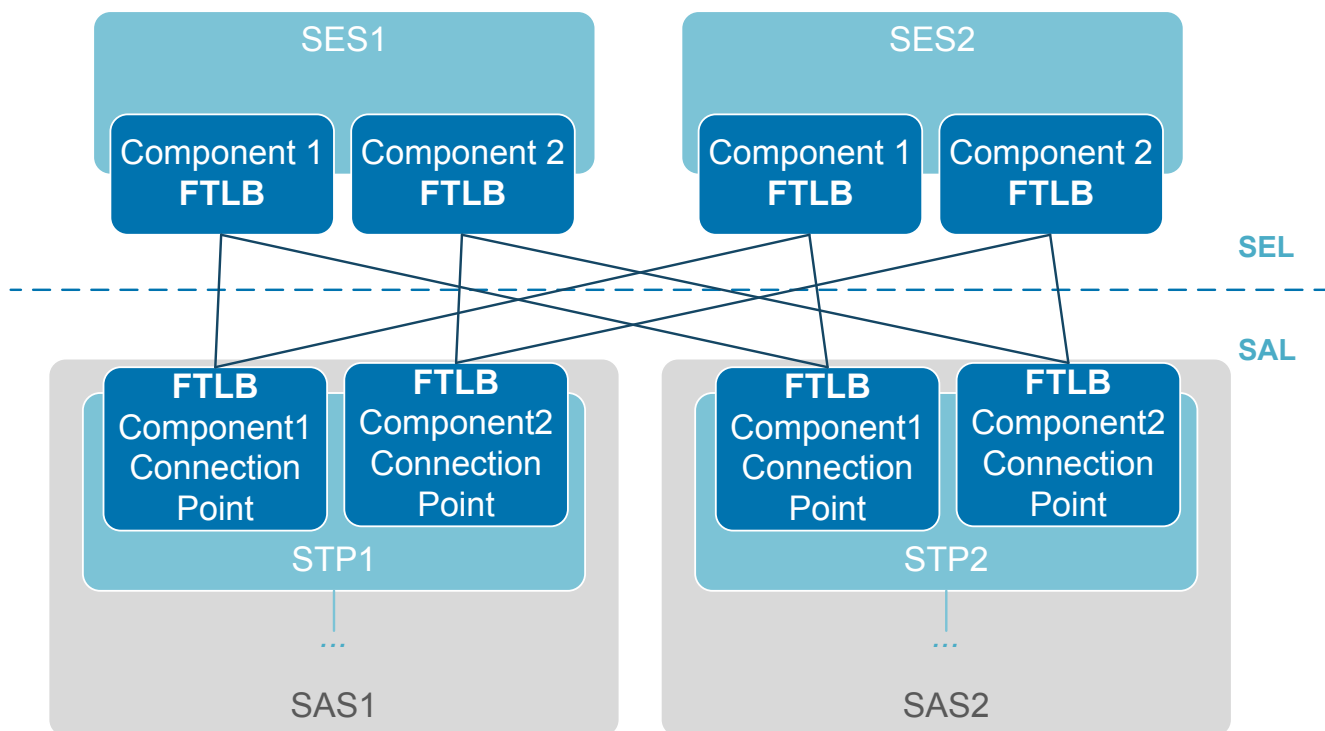 SES1
Component 1
FTLB
Component 2
FTLB
SES2
Component 1
FTLB
Component 2
FTLB
SEL
SAL
FTLB
Component1
Connection
Point
FTLB
Component2
Connection
Point
STP1
...
SAS1
FTLB
Component1
Connection
Point
FTLB
Component2
Connection
Point
STP2
...
SAS2